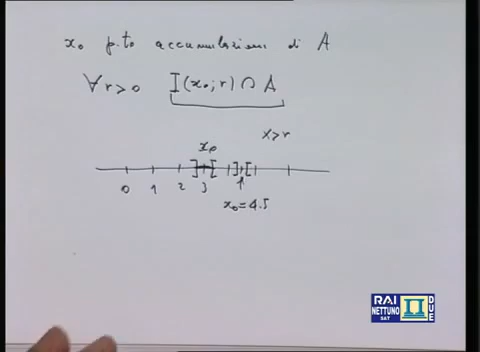 x₀ p.to accumulazione di A
∀r>0 I(x₀;r) ∩ A
x>r
x₀
] [ ] [
0 1 2 3
x₀=4.5
RAI
NETTUNO
SAT
DUE